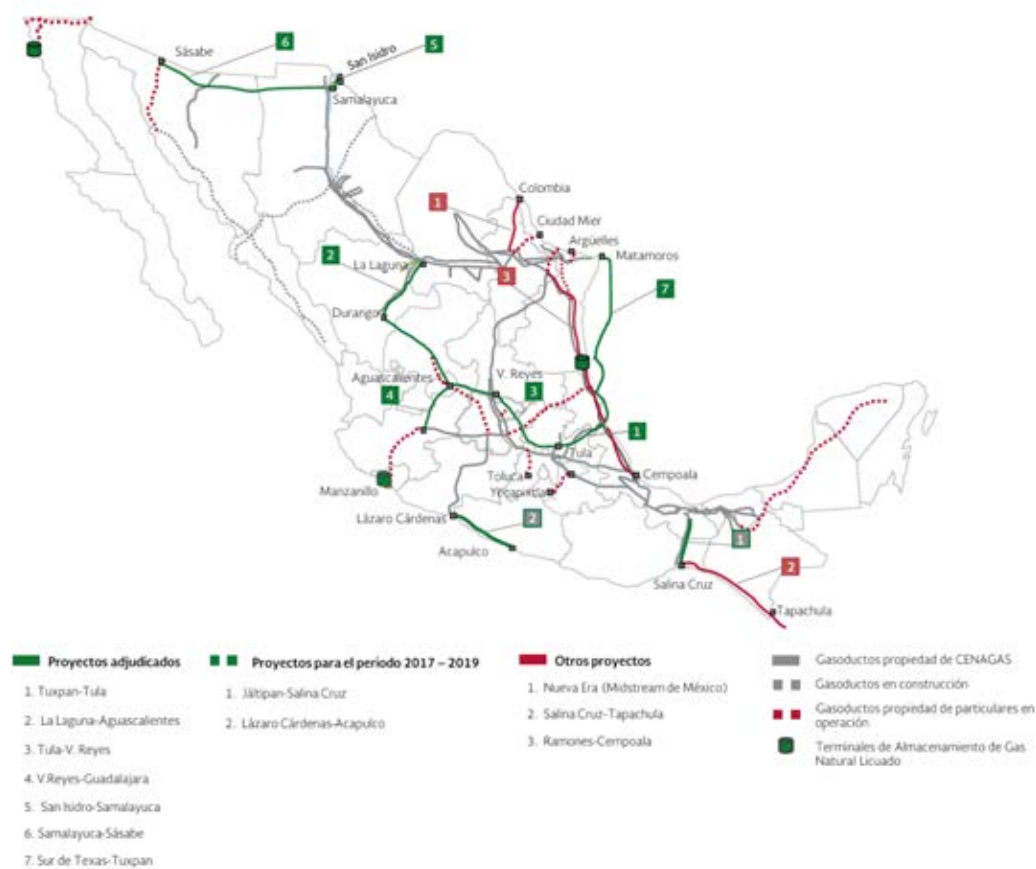 6
5
Sásabe
San Isidro
Samalayuca
1
Colombia
Ciudad Mier
Argüelles
2
La Laguna
Matamoros
3
7
Durango
Aguascalientes
V. Reyes
4
3
1
Tula
Toluca
Cempoala
Manzanillo
Yecapixtla
Lázaro Cárdenas
2
1
Acapulco
Salina Cruz
2
Tapachula
Proyectos adjudicados
1. Tuxpan-Tula
2. La Laguna-Aguascalientes
3. Tula-V. Reyes
4. V.Reyes-Guadalajara
5. San Isidro-Samalayuca
6. Samalayuca-Sásabe
7. Sur de Texas-Tuxpan
Proyectos para el periodo 2017 – 2019
1. Jáltipan-Salina Cruz
2. Lázaro Cárdenas-Acapulco
Otros proyectos
1. Nueva Era (Midstream de México)
2. Salina Cruz-Tapachula
3. Ramones-Cempoala
Gasoductos propiedad de CENAGAS
Gasoductos en construcción
Gasoductos propiedad de particulares en
operación
Terminales de Almacenamiento de Gas
Natural Licuado